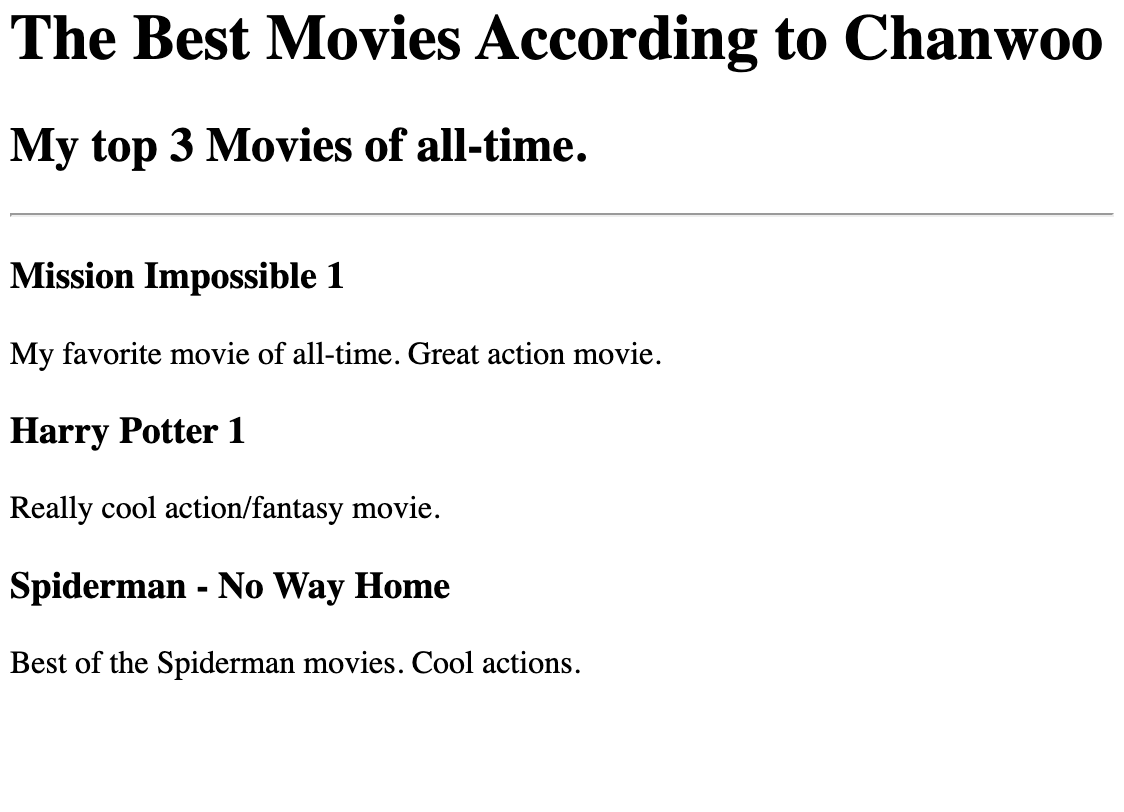 The Best Movies According to Chanwoo
My top 3 Movies of all-time.
Mission Impossible 1
My favorite movie of all-time. Great action movie.
Harry Potter 1
Really cool action/fantasy movie.
Spiderman - No Way Home
Best of the Spiderman movies. Cool actions.